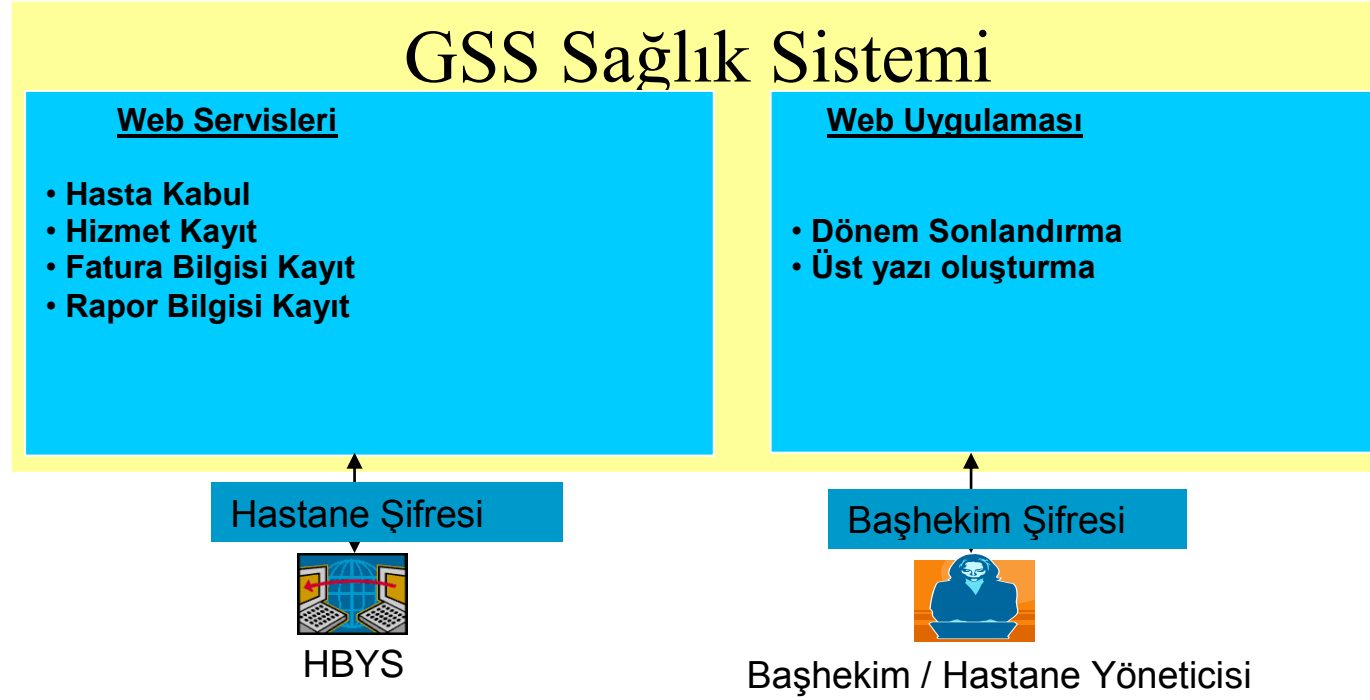 GSS Sağlık Sistemi
Web Servisleri
• Hasta Kabul
• Hizmet Kayıt
• Fatura Bilgisi Kayıt
• Rapor Bilgisi Kayıt
Web Uygulaması
• Dönem Sonlandırma
• Üst yazı oluşturma
Hastane Şifresi
HBYS
Başhekim Şifresi
Başhekim / Hastane Yöneticisi